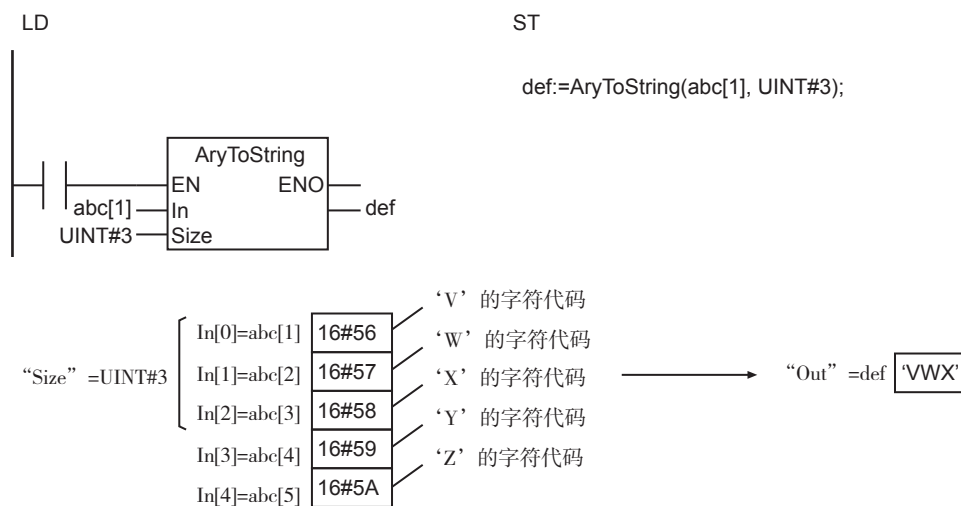 LD
ST
def:=AryToString(abc[1], UINT#3);
AryToString
EN ENO
abc[1] In def
UINT#3 Size
‘V’的字符代码
In[0]=abc[1] 16#56
‘W’的字符代码
“Size”=UINT#3 In[1]=abc[2] 16#57
‘X’的字符代码
“Out”=def ‘VWX’
In[2]=abc[3] 16#58
‘Y’的字符代码
In[3]=abc[4] 16#59
‘Z’的字符代码
In[4]=abc[5] 16#5A